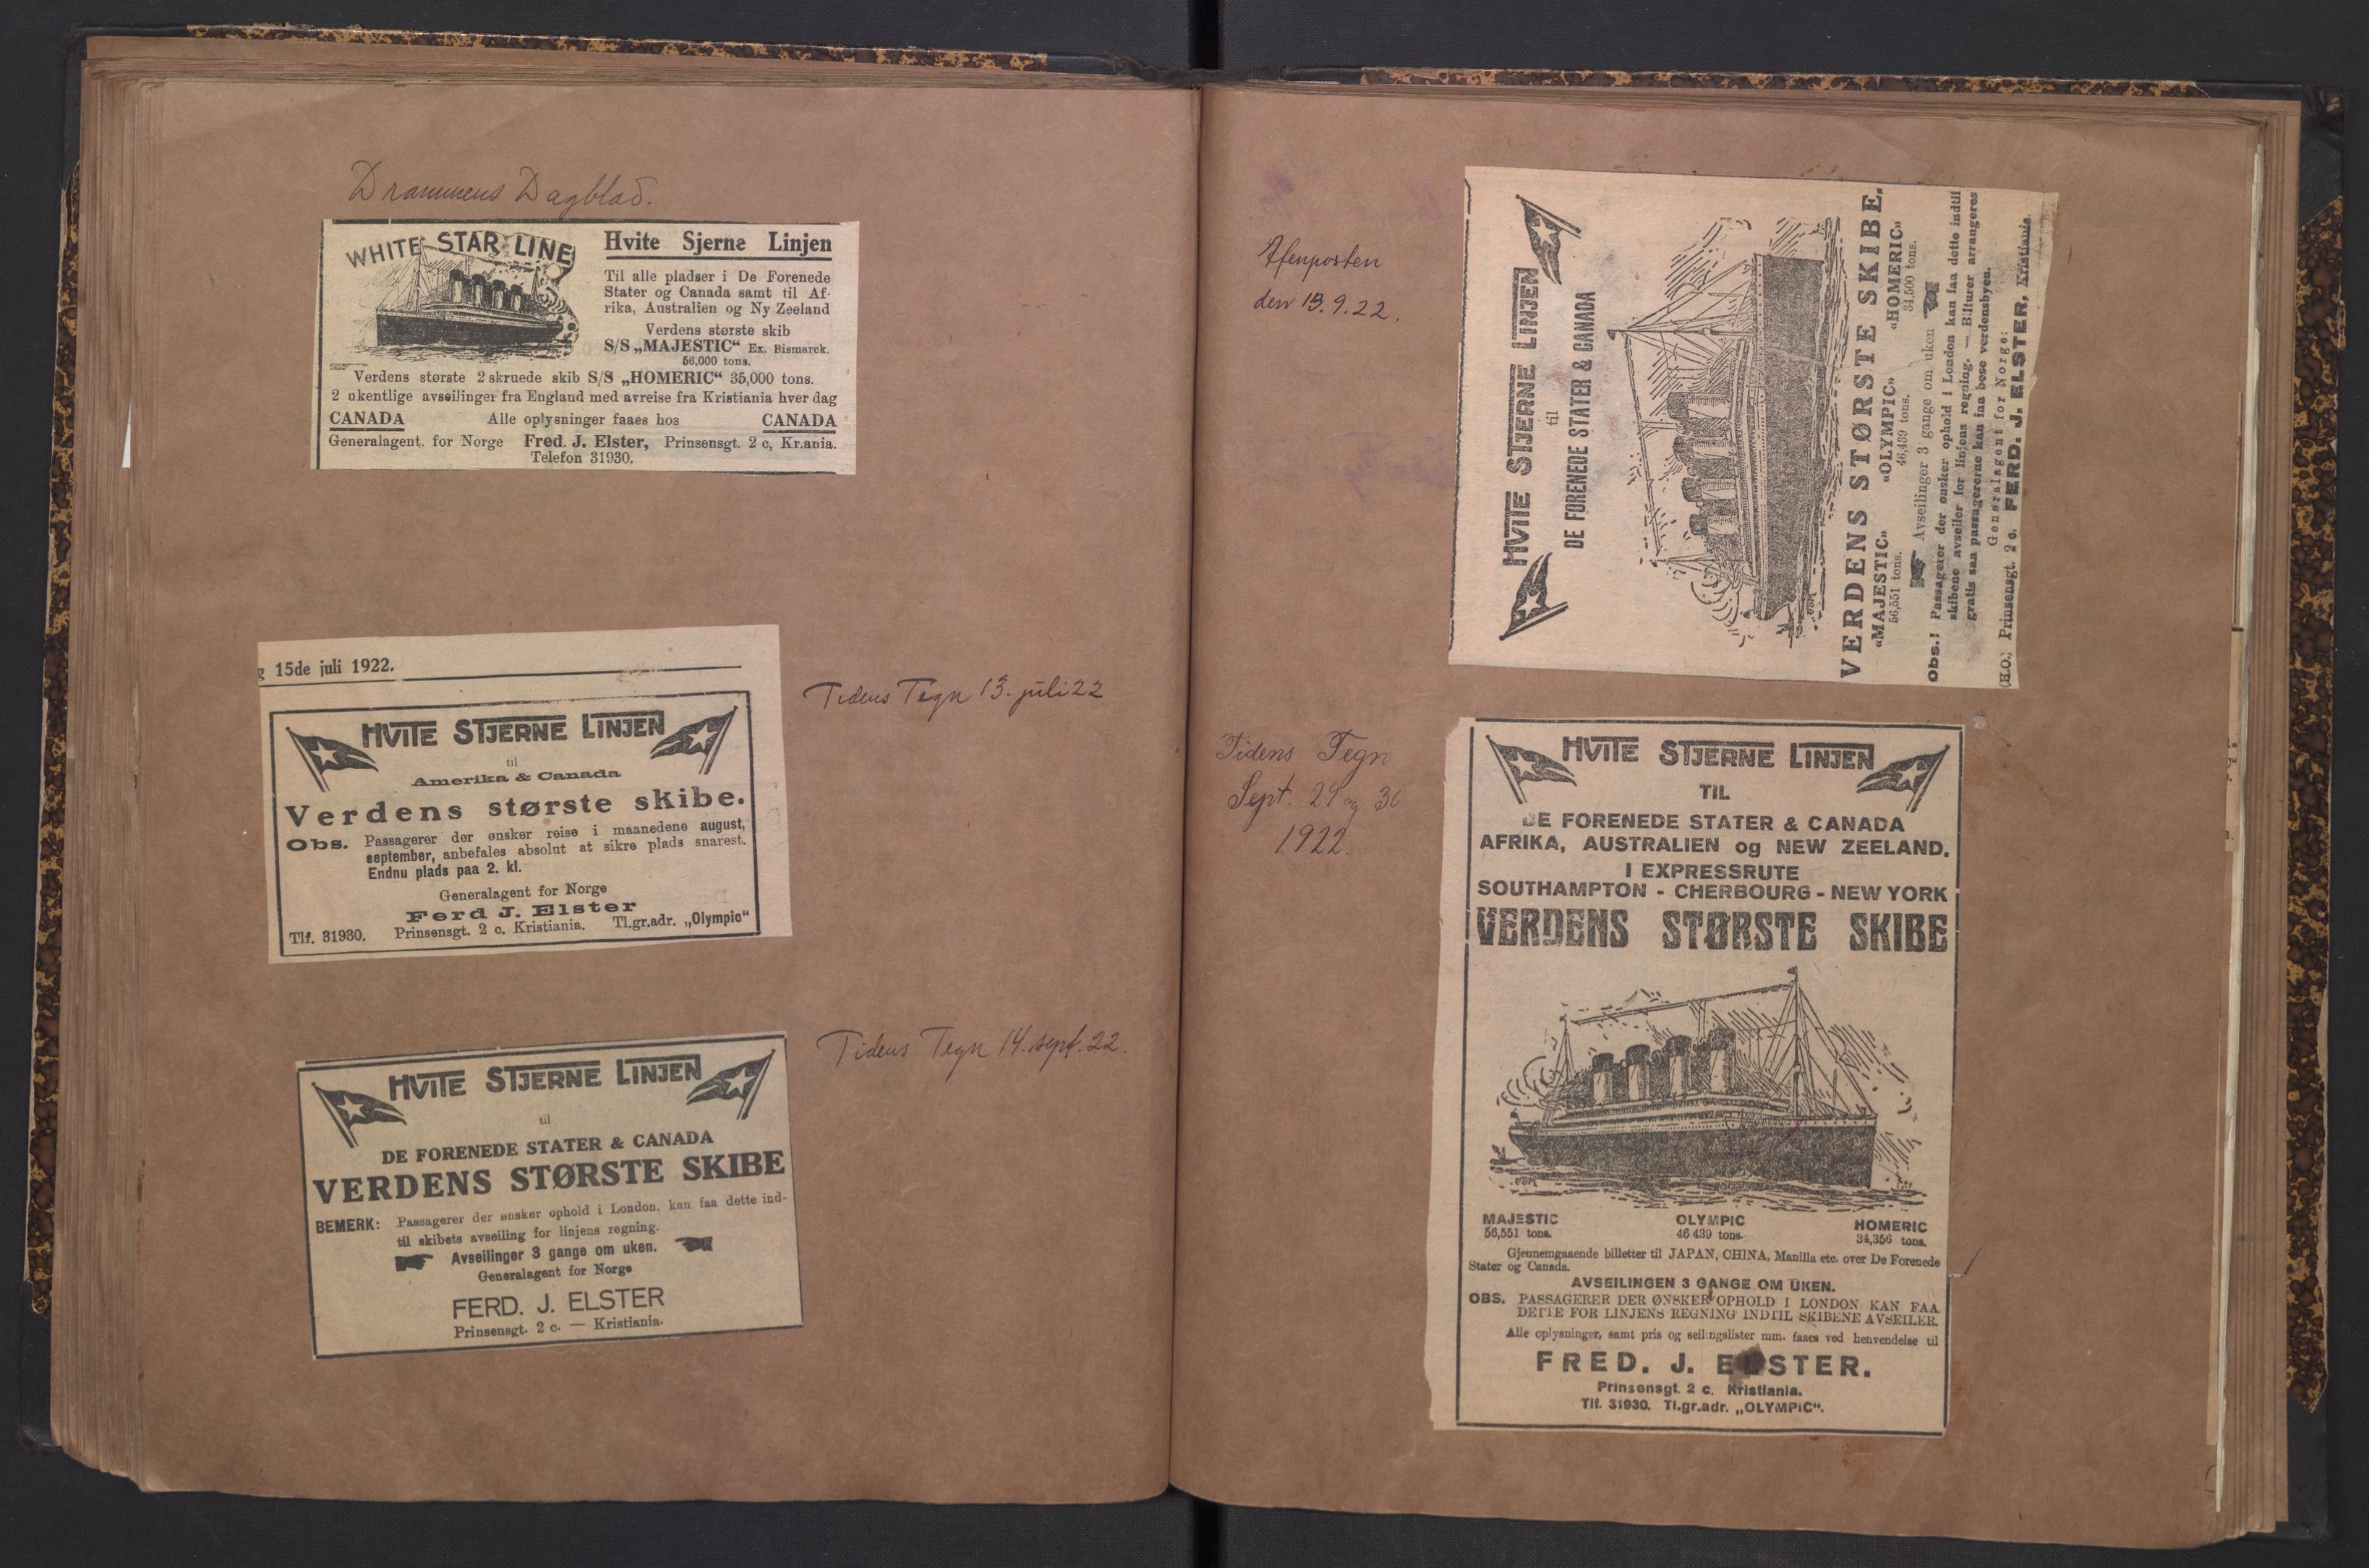 Drammens Dagblad.
WHITE STAR LINE
Hvite Sjerne Linjen
Til alle pladser i De Forenede
Stater og Canada samt til Af-
rika, Australien og Ny Zeeland
Verdens største skib
S/S „MAJESTIC“ Ex. Bismarck.
56,000 tons.
Verdens største 2 skruede skib S/S „HOMERIC“ 35,000 tons.
2 ukentlige avseilinger fra England med avreise fra Kristiania hver dag
CANADA Alle oplysninger faaes hos CANADA
Generalagent. for Norge Fred. J. Elster, Prinsensgt. 2 c, Kr.ania.
Telefon 31930.
g 15de juli 1922.
Tidens Tegn 13. juli 22
HVITE STJERNE LINJEN
til
Amerika & Canada
Verdens største skibe.
Obs. Passagerer der ønsker reise i maanedene august,
september, anbefales absolut at sikre plads snarest.
Endnu plads paa 2. kl.
Generalagent for Norge
Ferd J. Elster
Tlf. 31930. Prinsensgt. 2 c. Kristiania. Tl.gr.adr. „Olympic“
Tidens Tegn 14. sept. 22.
HVITE STJERNE LINJEN
til
DE FORENEDE STATER & CANADA
VERDENS STØRSTE SKIBE
BEMERK: Passagerer der ønsker ophold i London, kan faa dette ind-
til skibets avseiling for linjens regning.
Avseilinger 3 gange om uken.
Generalagent for Norge
FERD. J. ELSTER
Prinsensgt. 2 c. — Kristiania.
Afenposten
den 13.9.22.
HVITE STJERNE LINJEN
til
DE FORENEDE STATER & CANADA
VERDENS STØRSTE SKIBE.
«MAJESTIC» «OLYMPIC» «HOMERIC»
56,551 tons. 46,439 tons. 34,500 tons.
Avseilinger 3 gange om uken
Obs.! Passagerer der ønsker ophold i London kan faa dette indtil
skibene avseiler for linjens regning. — Bilturer arrangeres
gratis saa passagererne kan faa bese verdensbyen.
Generalagent for Norge:
(H.O.) Prinsensgt. 2 c. FERD. J. ELSTER, Kristiania
Tidens Tegn
Sept. 29 og 30
1922.
HVITE STJERNE LINJEN
TIL
DE FORENEDE STATER & CANADA
AFRIKA, AUSTRALIEN og NEW ZEELAND.
I EXPRESSRUTE
SOUTHAMPTON - CHERBOURG - NEW YORK
VERDENS STØRSTE SKIBE
MAJESTIC OLYMPIC HOMERIC
56,551 tons. 46 439 tons. 34,356 tons.
Gjennemgaaende billetter til JAPAN, CHINA, Manilla etc. over De Forenede
Stater og Canada.
AVSEILINGEN 3 GANGE OM UKEN.
OBS. PASSAGERER DER ØNSKER OPHOLD I LONDON KAN FAA
DETTE FOR LINJENS REGNING INDTIL SKIBENE AVSEILER.
Alle oplysninger, samt pris og seilingslister mm. faaes ved henvendelse til
FRED. J. ELSTER.
Prinsensgt. 2 c. Kristiania.
Tlf. 31930. Tl.gr.adr. „OLYMPIC“.